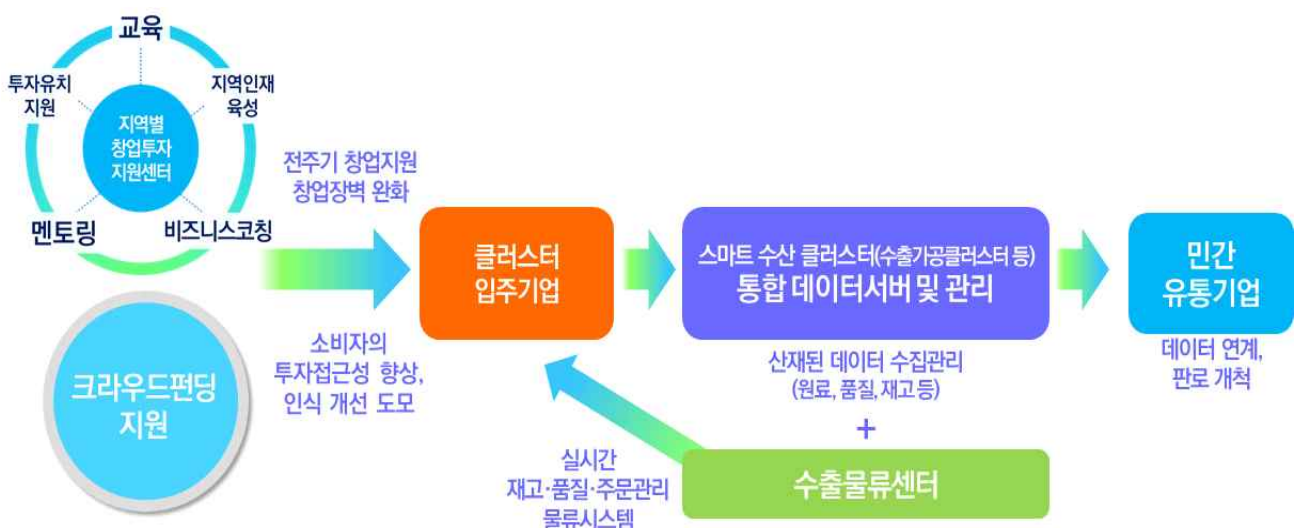 교육
투자유치
지원
지역인재
육성
지역별
창업투자
지원센터
멘토링
비즈니스코칭
전주기 창업지원
창업장벽 완화
크라우드펀딩
지원
소비자의
투자접근성 향상,
인식 개선 도모
클러스터
입주기업
스마트 수산 클러스터(수출가공클러스터 등)
통합 데이터서버 및 관리
산재된 데이터 수집관리
(원료, 품질, 재고 등)
+
수출물류센터
실시간
재고·품질·주문관리
물류시스템
민간
유통기업
데이터 연계,
판로 개척